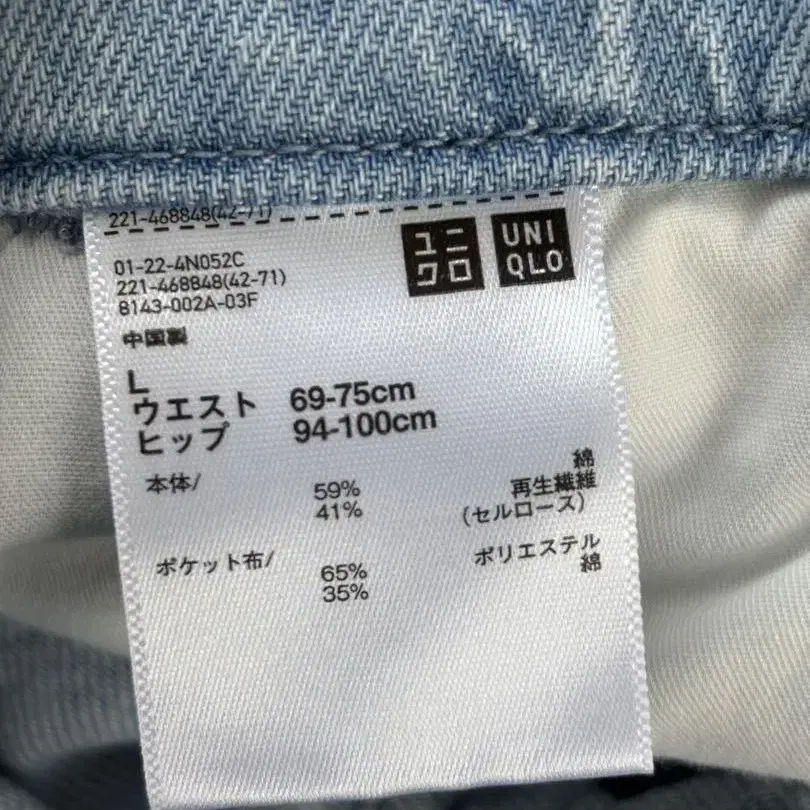 221-468848(42-71)
ユニ
クロ
UNI
QLO
01-22-4N052C
221-468848(42-71)
8143-002A-03F
中国製
L
ウエスト 69-75cm
ヒップ 94-100cm
本体/ 59% 綿
41% 再生繊維
(セルロース)
ポケット布/ 65% ポリエステル
35% 綿